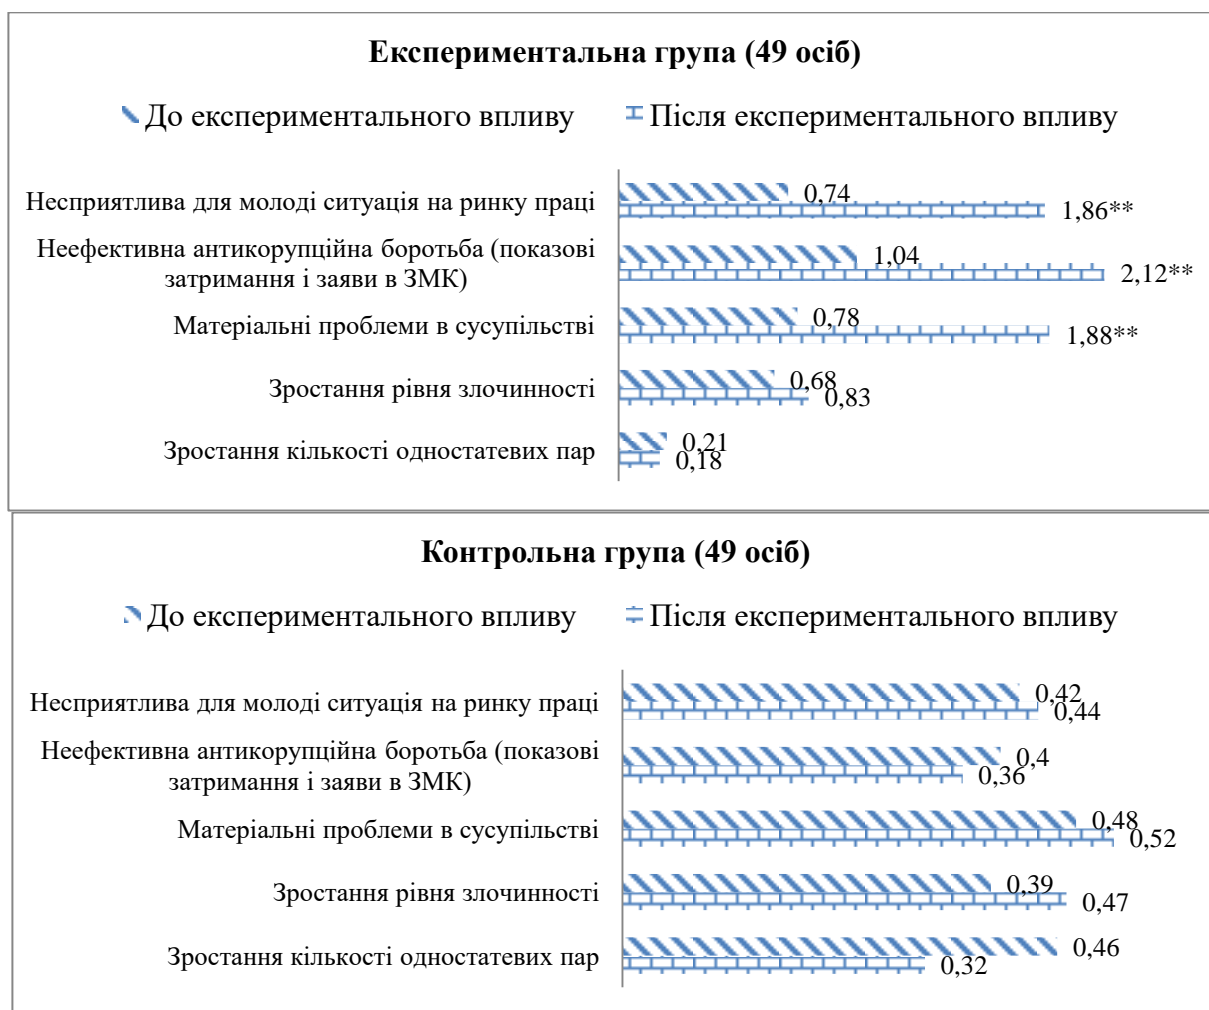 Експериментальна група (49 осіб)
До експериментального впливу Після експериментального впливу
Несприятлива для молоді ситуація на ринку праці
0,74
1,86**
Неефективна антикорупційна боротьба (показові
затримання і заяви в ЗМК)
1,04
2,12**
Матеріальні проблеми в сусупільстві
0,78
1,88**
Зростання рівня злочинності
0,68
0,83
Зростання кількості одностатевих пар
0,21
0,18
Контрольна група (49 осіб)
До експериментального впливу Після експериментального впливу
Несприятлива для молоді ситуація на ринку праці
0,42
0,44
Неефективна антикорупційна боротьба (показові
затримання і заяви в ЗМК)
0,4
0,36
Матеріальні проблеми в сусупільстві
0,48
0,52
Зростання рівня злочинності
0,39
0,47
Зростання кількості одностатевих пар
0,46
0,32